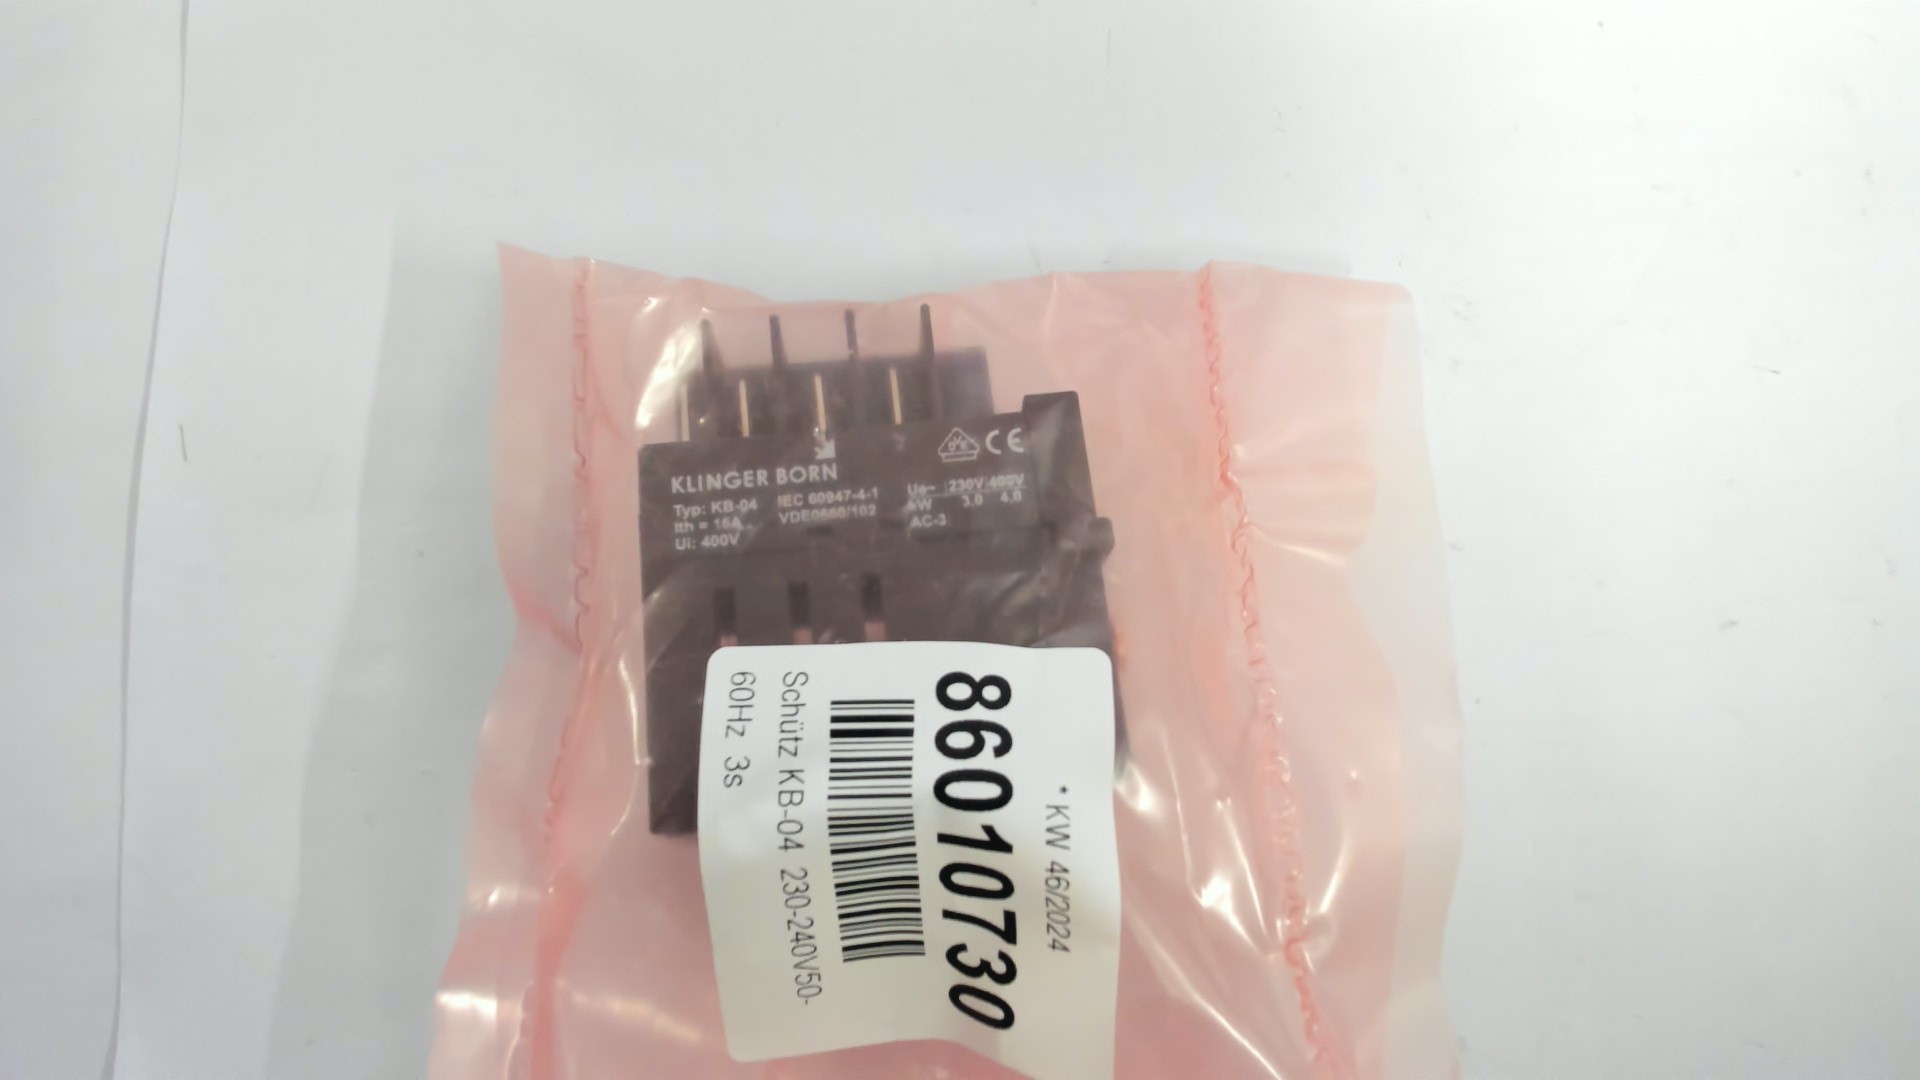 KLINGER BORN
Typ: KB-04 IEC 60947-4-1
Ith = 16A VDE0660/102
Ui: 400V
ÖVE CE
Ue~ 230V 400V
kW 3,0 4,0
AC-3
* KW 46/2024
86010730
Schütz KB-04 230-240V50-
60Hz 3s